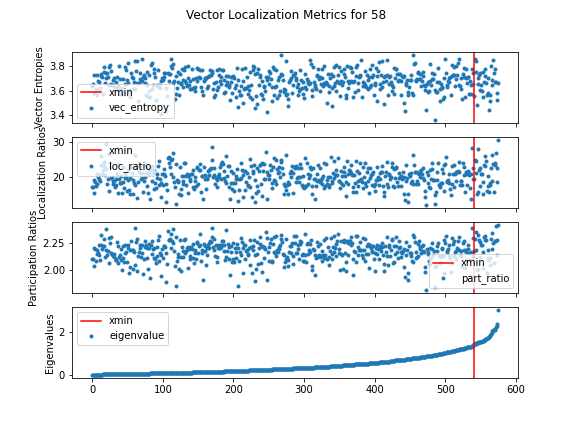 Vector Localization Metrics for 58
Vector Entropies
3.8
3.6
3.4
xmin
vec_entropy
Localization Ratios
30
20
xmin
loc_ratio
Participation Ratios
2.25
2.00
xmin
part_ratio
Eigenvalues
2
0
xmin
eigenvalue
0 100 200 300 400 500 600